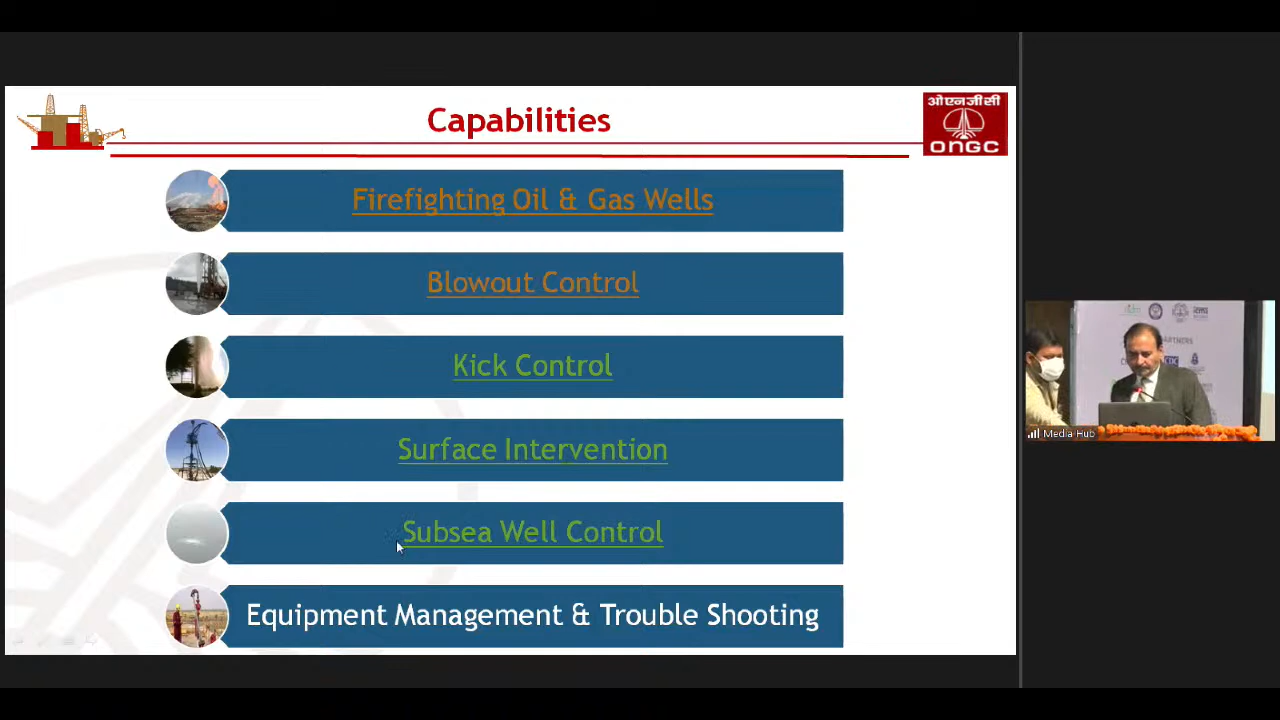 Capabilities
ओएनजीसी
ONGC
Firefighting Oil & Gas Wells
Blowout Control
Kick Control
Surface Intervention
Subsea Well Control
Equipment Management & Trouble Shooting
ARTNERS
Media Hub